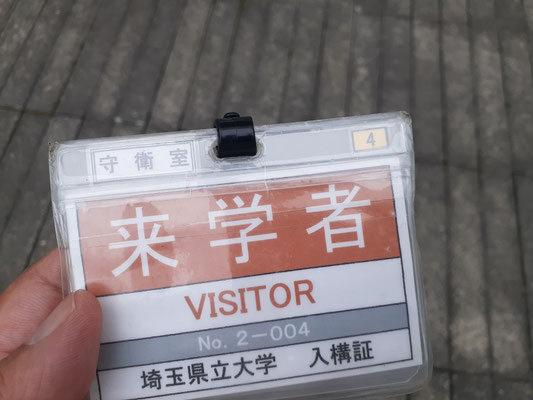 守衛室 4
来学者
VISITOR
No. 2-004
埼玉県立大学 入構証